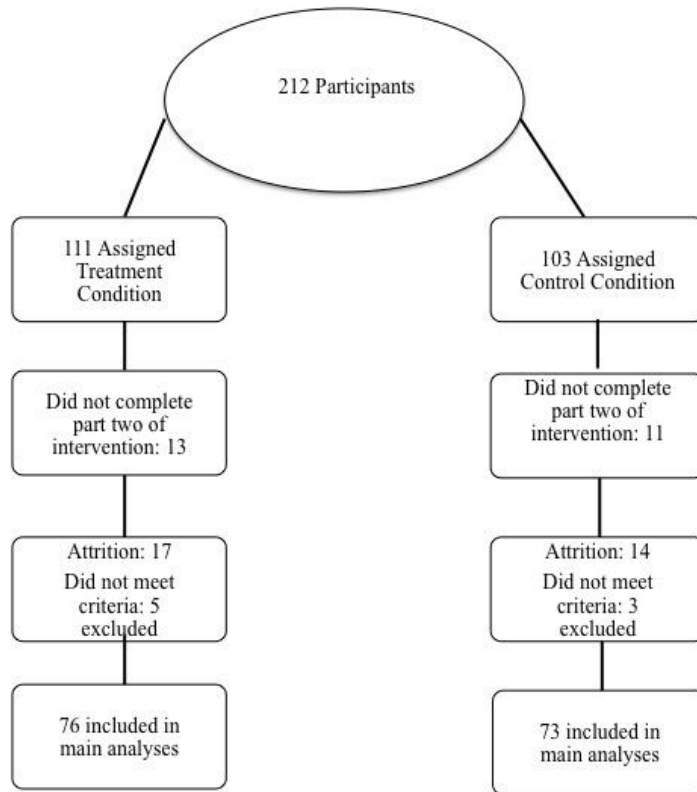 212 Participants
111 Assigned
Treatment
Condition
103 Assigned
Control Condition
Did not complete
part two of
intervention: 13
Did not complete
part two of
intervention: 11
Attrition: 17
Did not meet
criteria: 5
excluded
Attrition: 14
Did not meet
criteria: 3
excluded
76 included in
main analyses
73 included in
main analyses